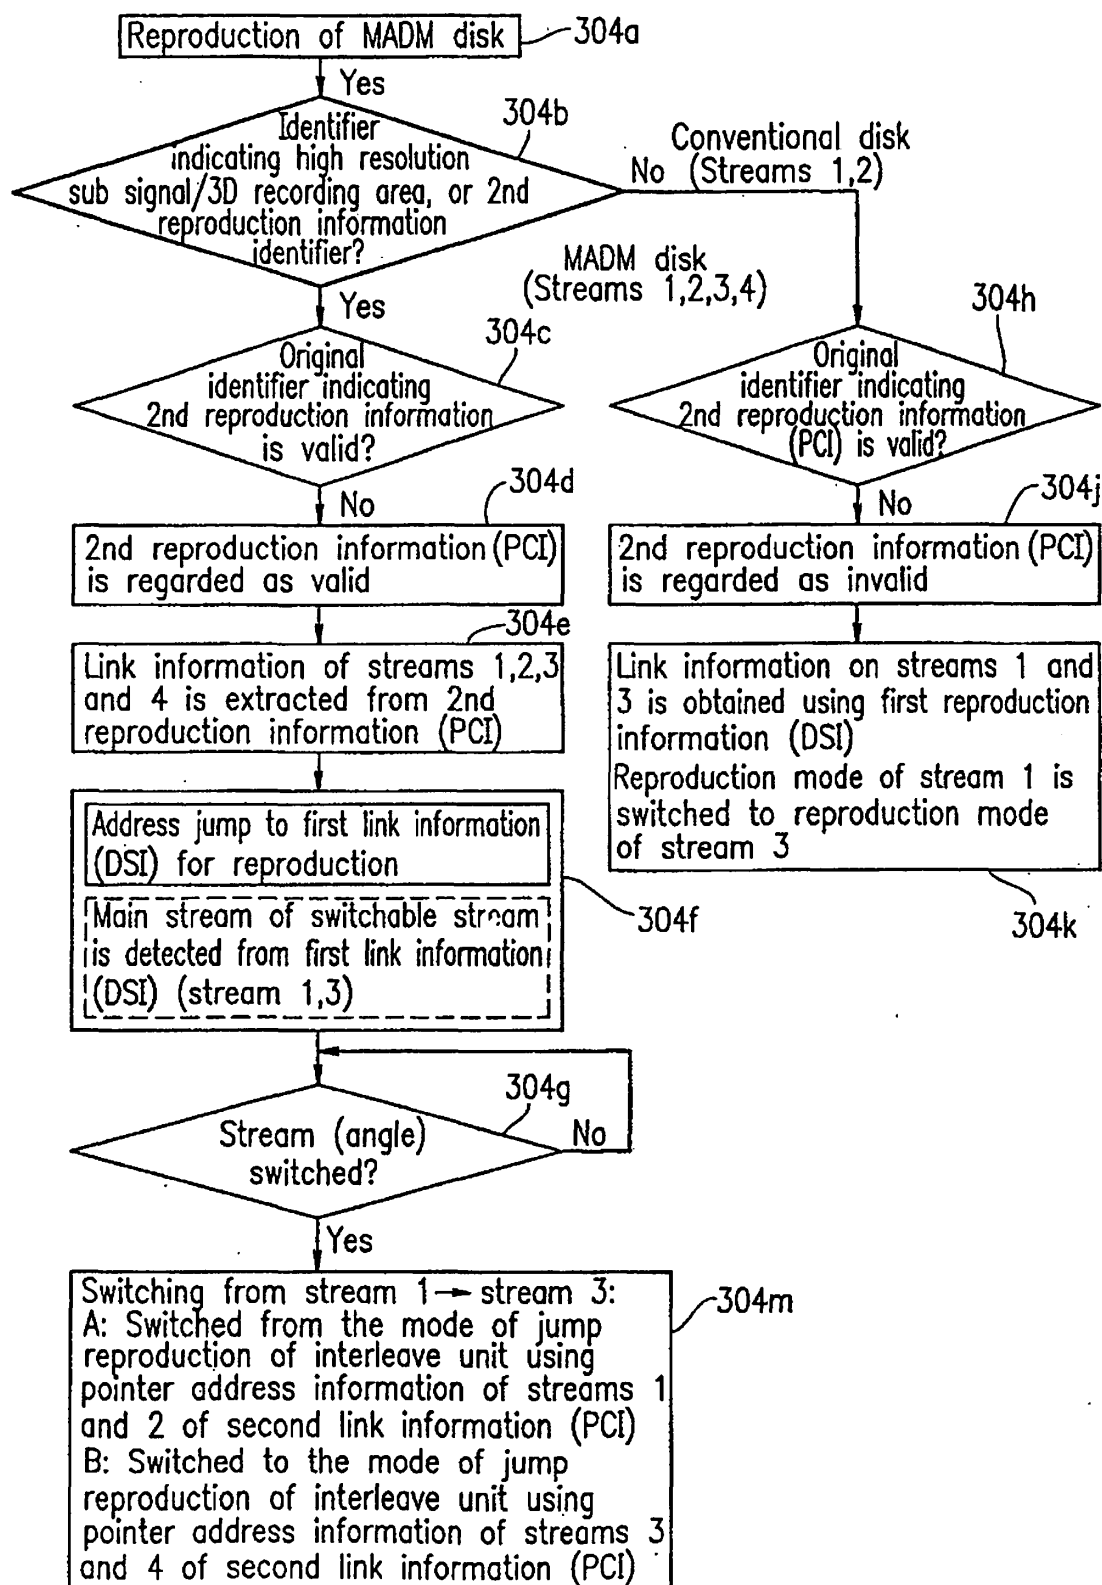 Reproduction of MADM disk
304a
Yes
304b
Identifier
indicating high resolution
sub signal/3D recording area, or 2nd
reproduction information
identifier?
Conventional disk
No (Streams 1,2)
Yes
MADM disk
(Streams 1,2,3,4)
304c
Original
identifier indicating
2nd reproduction information
is valid?
304h
Original
identifier indicating
2nd reproduction information
(PCI) is valid?
No
304d
2nd reproduction information (PCI)
is regarded as valid
No
304j
2nd reproduction information (PCI)
is regarded as invalid
304e
Link information of streams 1,2,3
and 4 is extracted from 2nd
reproduction information (PCI)
Link information on streams 1 and
3 is obtained using first reproduction
information (DSI)
Reproduction mode of stream 1 is
switched to reproduction mode
of stream 3
304k
Address jump to first link information
(DSI) for reproduction
Main stream of switchable stream
is detected from first link information
(DSI) (stream 1,3)
304f
304g
Stream (angle)
switched?
No
Yes
Switching from stream 1→ stream 3:
A: Switched from the mode of jump
reproduction of interleave unit using
pointer address information of streams 1
and 2 of second link information (PCI)
B: Switched to the mode of jump
reproduction of interleave unit using
pointer address information of streams 3
and 4 of second link information (PCI)
304m